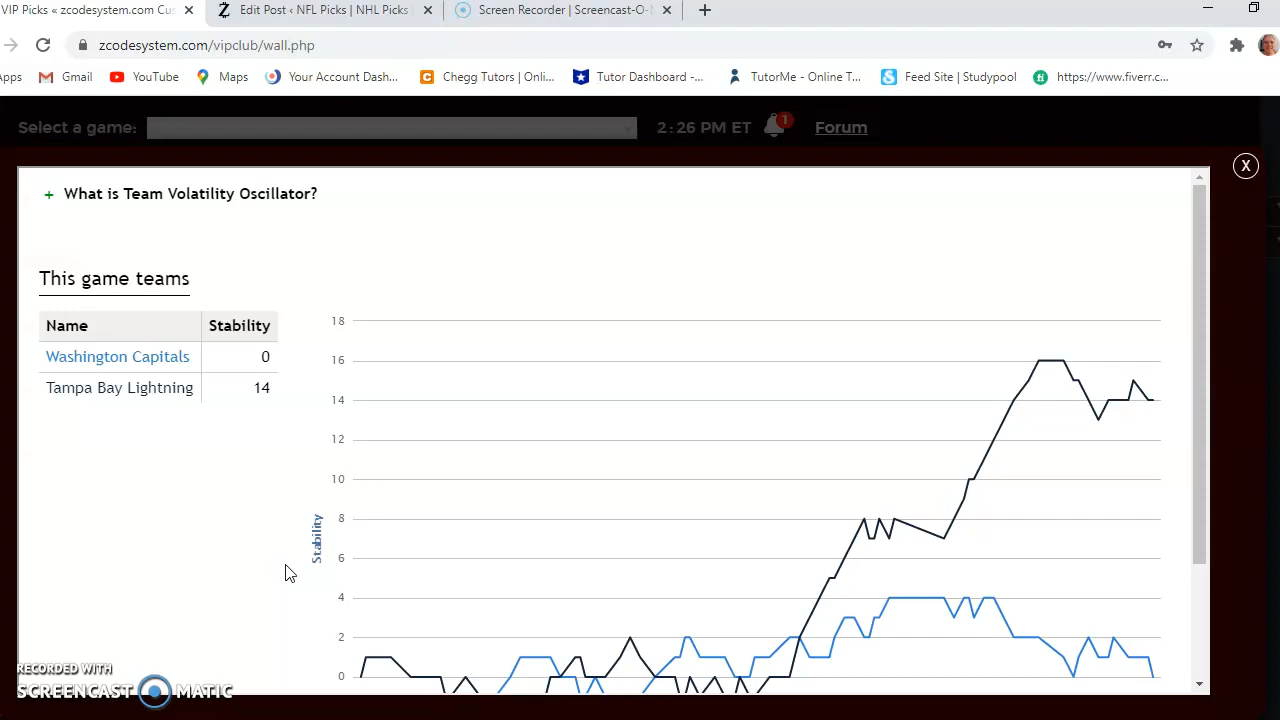 VIP Picks « zcodesystem.com Cus
Edit Post ‹ NFL Picks | NHL Picks
Screen Recorder | Screencast-O-
zcodesystem.com/vipclub/wall.php
pps
Gmail
YouTube
Maps
Your Account Dash...
Chegg Tutors | Onli...
Tutor Dashboard -...
TutorMe - Online T...
Feed Site | Studypool
https://www.fiverr.c...
Select a game:
2:26 PM ET
1
Forum
X
+ What is Team Volatility Oscillator?
This game teams
Name Stability
Washington Capitals 0
Tampa Bay Lightning 14
18
16
14
12
10
8
6
4
2
0
Stability
RECORDED WITH
SCREENCAST MATIC